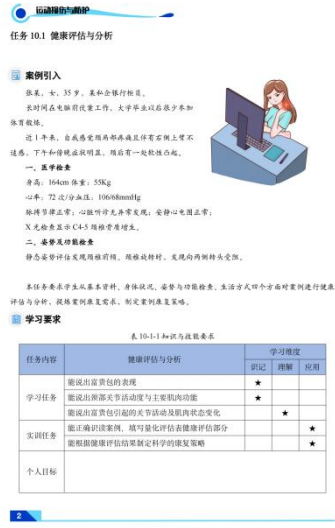 运动损伤与防护
任务 10.1 健康评估与分析
案例引入
张某，女，35 岁，某私企银行柜员。
长时间在电脑前伏案工作，大学毕业以后很少参加
体育锻炼。
近 1 年来，自我感觉颈肩部疼痛且伴有右侧上臂不
适感，下午和傍晚症状明显，颈后有一处软性凸起。
一、医学检查
身高：164cm 体重：55Kg
心率：72 次/分血压：106/68mmHg
脉搏节律正常；心脏听诊无异常发现；安静心电图正常；
X 光检查显示 C4-5 颈椎骨质增生。
二、姿势及功能检查
静态姿势评估发现颈椎前倾、颈椎旋转时，发现向两侧转头受限。
本任务要求学生从基本资料、身体状况、姿势与功能检查、生活方式四个方面对案例进行健康
评估与分析，提炼案例康复需求，制定案例康复策略。
学习要求
表 10-1-1 知识与技能要求
任务内容 健康评估与分析 学习维度
识记 理解 应用
学习任务 能说出富贵包的表现 ★
能说出颈部关节活动度与主要肌肉功能 ★
能说出富贵包引起的关节活动及肌肉状态变化 ★
实训任务 能正确识读案例，填写量化评估表健康评估部分 ★
能根据健康评估结果制定科学的康复策略 ★
个人目标
2